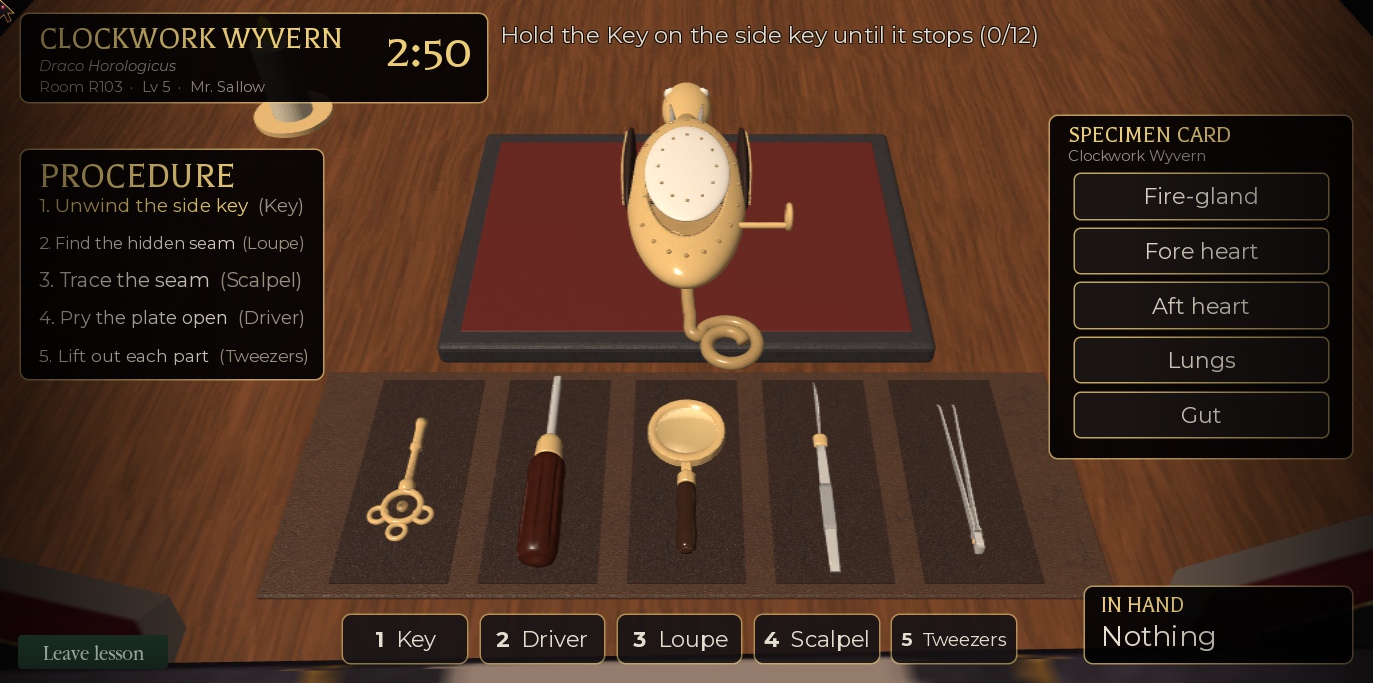 CLOCKWORK WYVERN
2:50
Draco Horologicus
Room R103 · Lv 5 · Mr. Sallow
Hold the Key on the side key until it stops (0/12)
PROCEDURE
1. Unwind the side key (Key)
2. Find the hidden seam (Loupe)
3. Trace the seam (Scalpel)
4. Pry the plate open (Driver)
5. Lift out each part (Tweezers)
SPECIMEN CARD
Clockwork Wyvern
Fire-gland
Fore heart
Aft heart
Lungs
Gut
IN HAND
Nothing
1 Key
2 Driver
3 Loupe
4 Scalpel
5 Tweezers
Leave lesson